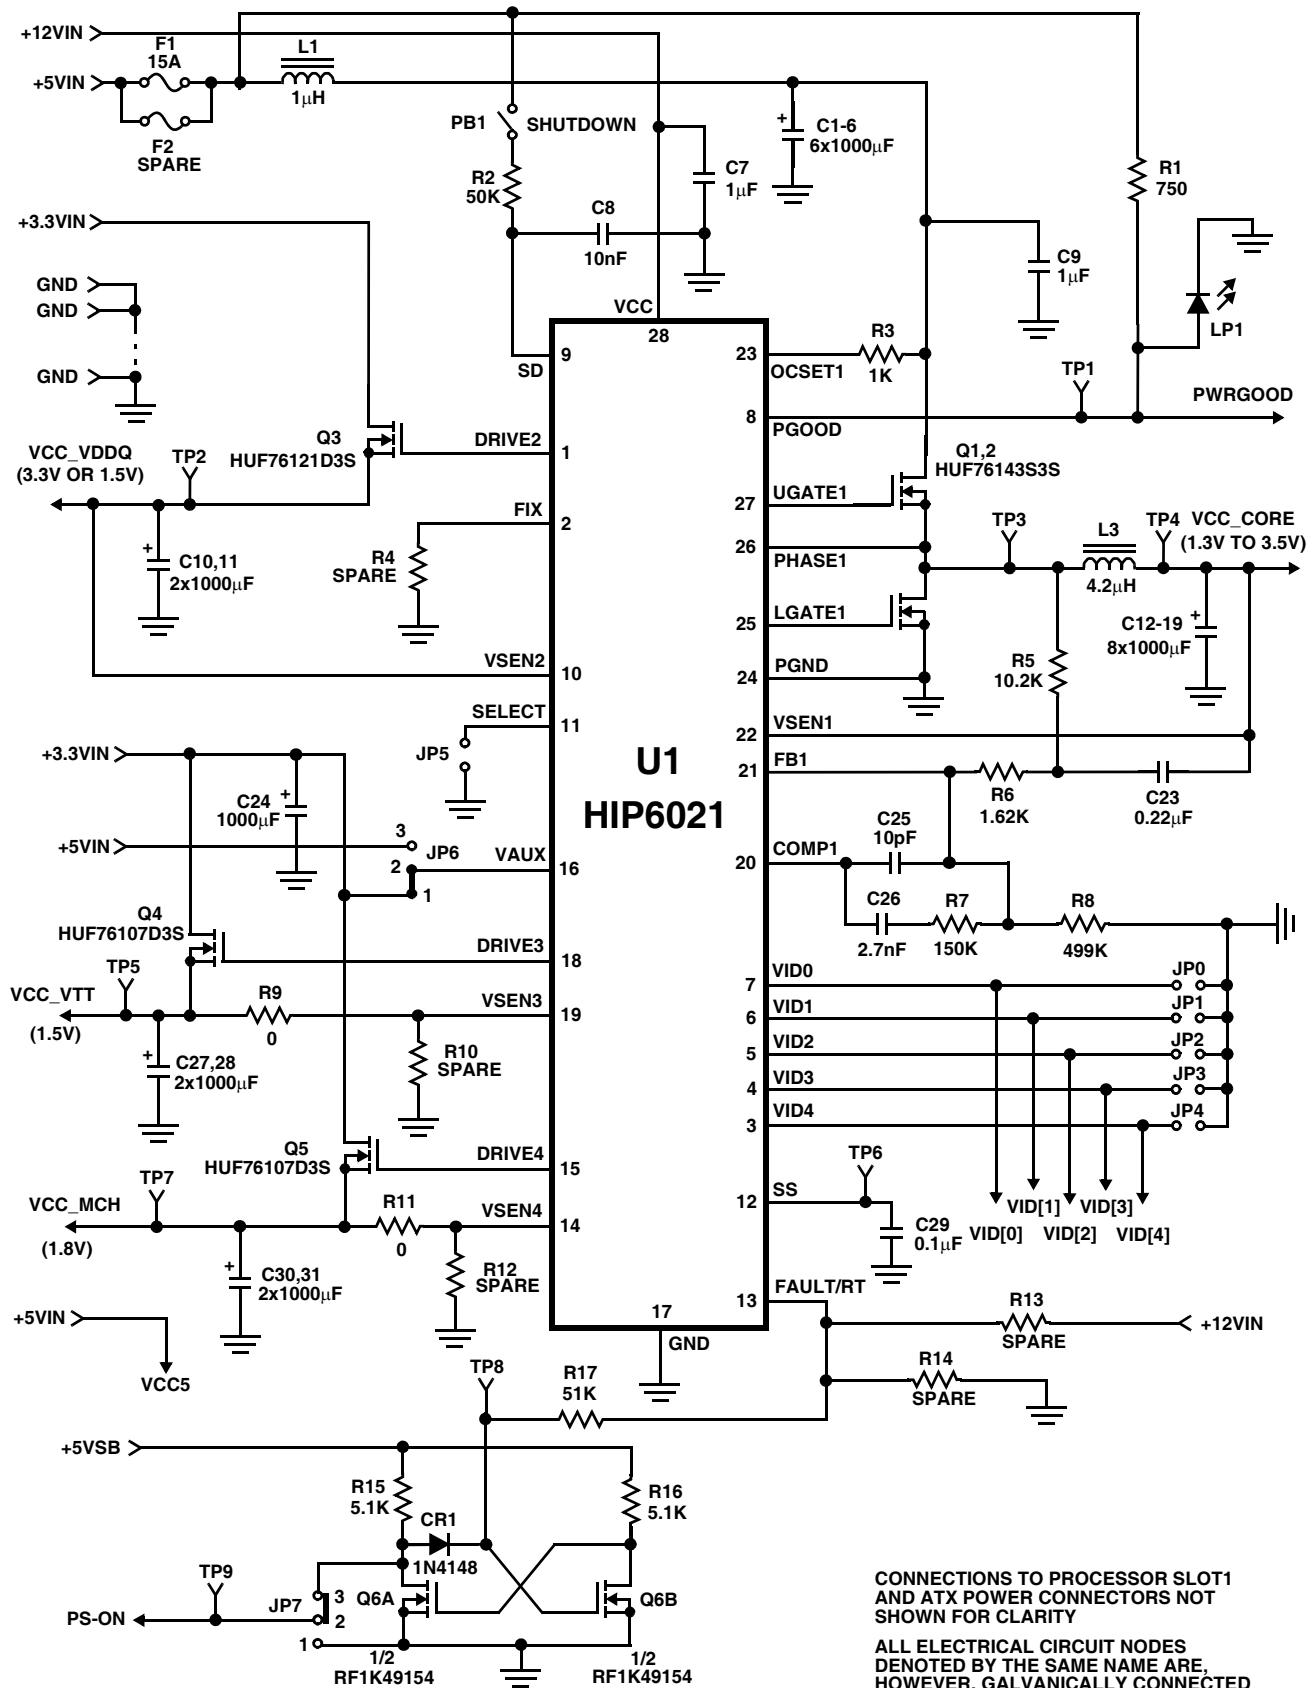 +12VIN
F1
15A
L1
+5VIN
1µH
F2
SPARE
PB1
SHUTDOWN
C1-6
6x1000µF
R2
50K
C7
1µF
R1
750
+3.3VIN
C8
10nF
C9
1µF
GND
GND
GND
VCC
28
LP1
R3
1K
9
SD
23
OCSET1
TP1
PWRGOOD
8
PGOOD
Q3
HUF76121D3S
DRIVE2
1
VCC_VDDQ
(3.3V OR 1.5V)
TP2
Q1,2
HUF76143S3S
UGATE1
27
FIX
2
TP3
L3
4.2µH
TP4
VCC_CORE
(1.3V TO 3.5V)
+
C10,11
2x1000µF
R4
SPARE
26
PHASE1
LGATE1
25
+
C12-19
8x1000µF
VSEN2
10
PGND
24
R5
10.2K
SELECT
11
VSEN1
22
+3.3VIN
JP5
U1
HIP6021
FB1
21
R6
1.62K
C23
0.22µF
C24
1000µF
+
+5VIN
3
JP6
2
1
VAUX
16
C25
10pF
COMP1
20
C26
2.7nF
R7
150K
R8
499K
Q4
HUF76107D3S
DRIVE3
18
TP5
VCC_VTT
(1.5V)
R9
0
VSEN3
19
VID0
7
JP0
VID1
6
JP1
VID2
5
JP2
VID3
4
JP3
VID4
3
JP4
+
C27,28
2x1000µF
R10
SPARE
Q5
HUF76107D3S
DRIVE4
15
TP6
SS
12
C29
0.1µF
VID[1]
VID[3]
VID[0]
VID[2]
VID[4]
TP7
VCC_MCH
(1.8V)
R11
0
VSEN4
14
+
C30,31
2x1000µF
R12
SPARE
FAULT/RT
13
+5VIN
VCC5
17
GND
R13
SPARE
+12VIN
R14
SPARE
TP8
R17
51K
+5VSB
R15
5.1K
R16
5.1K
CR1
1N4148
TP9
JP7
3
2
1
PS-ON
Q6A
Q6B
1/2
RF1K49154
1/2
RF1K49154
CONNECTIONS TO PROCESSOR SLOT1
AND ATX POWER CONNECTORS NOT
SHOWN FOR CLARITY
ALL ELECTRICAL CIRCUIT NODES
DENOTED BY THE SAME NAME ARE,
HOWEVER, GALVANICALLY CONNECTED